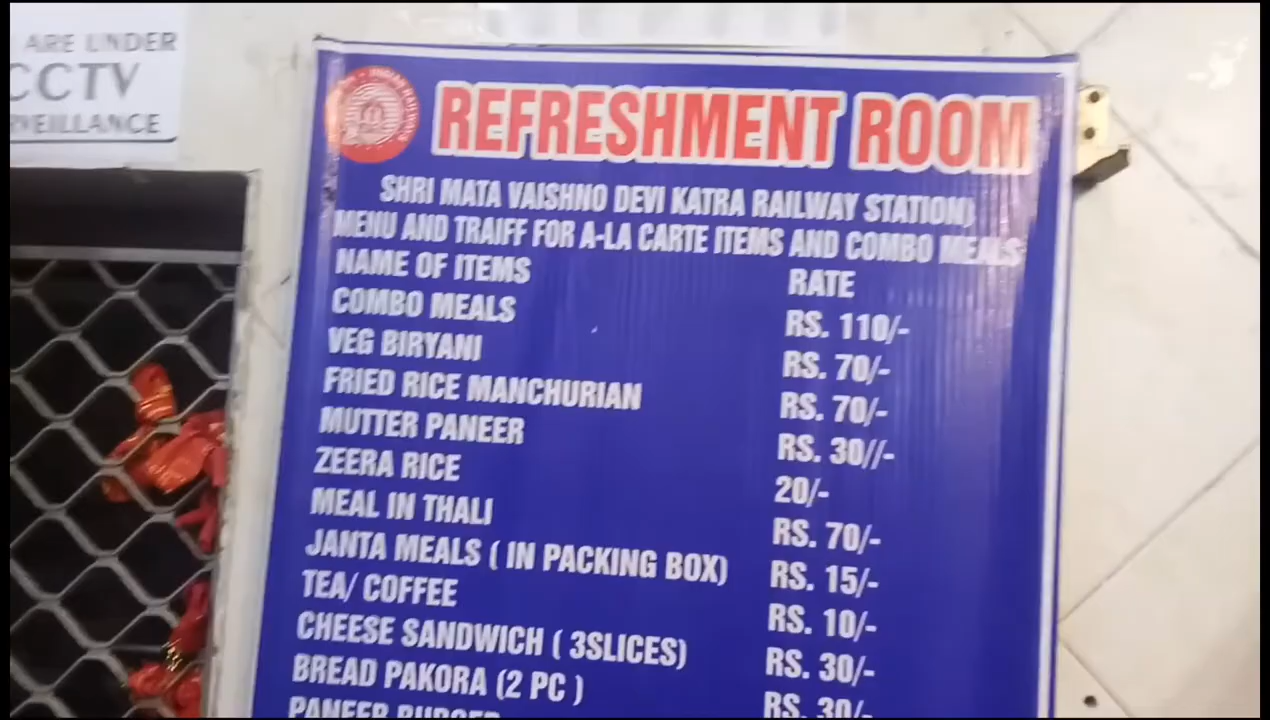 ARE UNDER
CCTV
REFRESHMENT ROOM
SHRI MATA VAISHNO DEVI KATRA RAILWAY STATION)
MENU AND TRAIFF FOR A-LA CARTE ITEMS AND COMBO MEALS
NAME OF ITEMS RATE
COMBO MEALS RS. 110/-
VEG BIRYANI RS. 70/-
FRIED RICE MANCHURIAN RS. 70/-
MUTTER PANEER RS. 30//-
ZEERA RICE 20/-
MEAL IN THALI RS. 70/-
JANTA MEALS ( IN PACKING BOX) RS. 15/-
TEA/ COFFEE RS. 10/-
CHEESE SANDWICH ( 3SLICES) RS. 30/-
BREAD PAKORA (2 PC ) RS. 30/-
PANEER BURGER